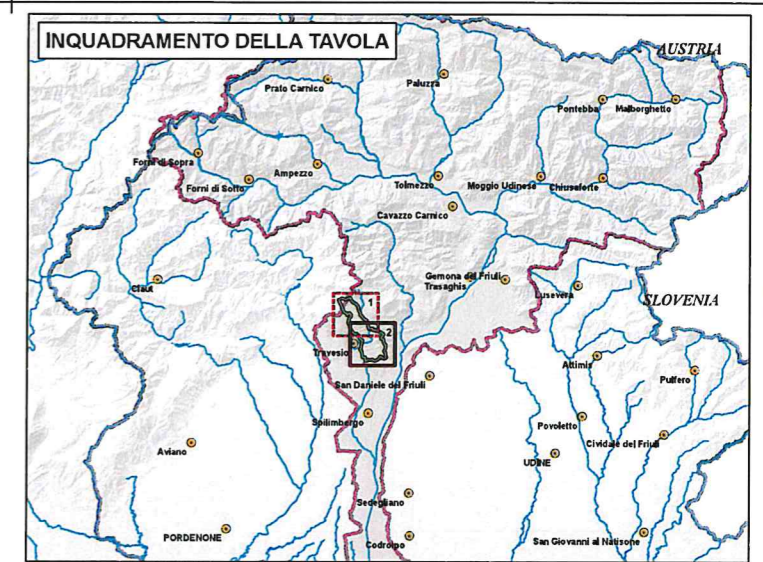 INQUADRAMENTO DELLA TAVOLA
AUSTRIA
Prato Carnico
Paluzza
Pontebba
Malborghetto
Forni di Sopra
Forni di Sotto
Ampezzo
Tolmezzo
Moggio Udinese
Chiusaforte
Cavazzo Carnico
Claut
Gemona del Friuli
Trasaghis
Lusevera
SLOVENIA
1
2
Travesio
San Daniele del Friuli
Attimis
Pulfero
Spilimbergo
Povoletto
Cividale del Friuli
Aviano
UDINE
Sedegliano
PORDENONE
Codroipo
San Giovanni al Natisone